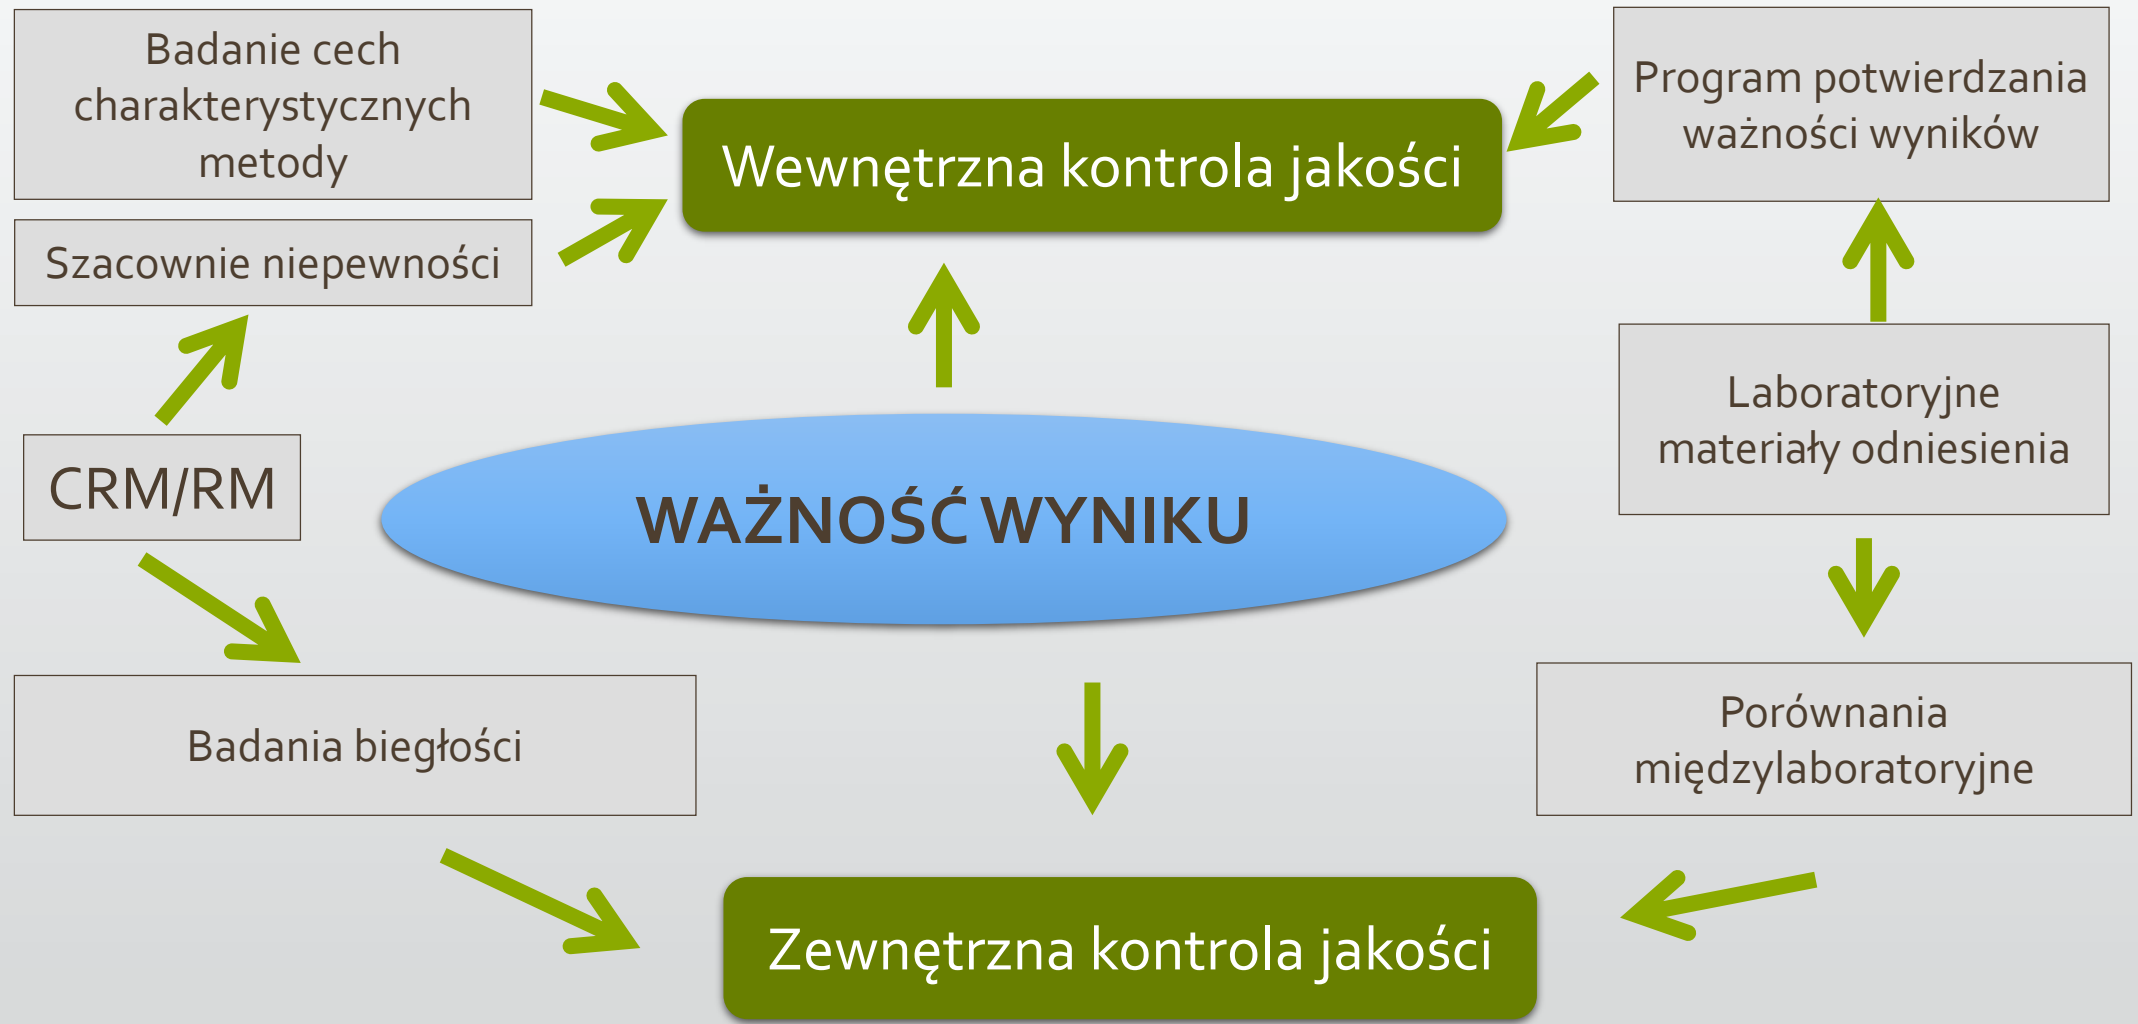 Badanie cech
charakterystycznych
metody
Wewnętrzna kontrola jakości
Program potwierdzania
ważności wyników
Szacownie niepewności
Laboratoryjne
materiały odniesienia
CRM/RM
WAŻNOŚĆ WYNIKU
Badania biegłości
Porównania
międzylaboratoryjne
Zewnętrzna kontrola jakości